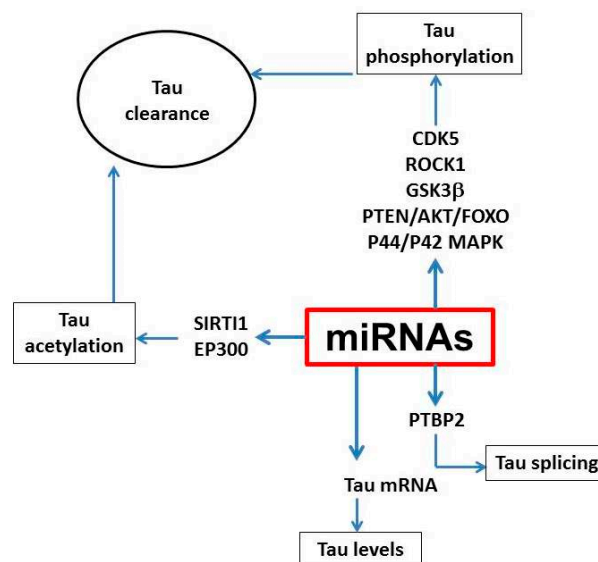 Tau
phosphorylation
Tau
clearance
CDK5
ROCK1
GSK3β
PTEN/AKT/FOXO
P44/P42 MAPK
Tau
acetylation
SIRTI1
EP300
miRNAs
PTBP2
Tau splicing
Tau mRNA
Tau levels